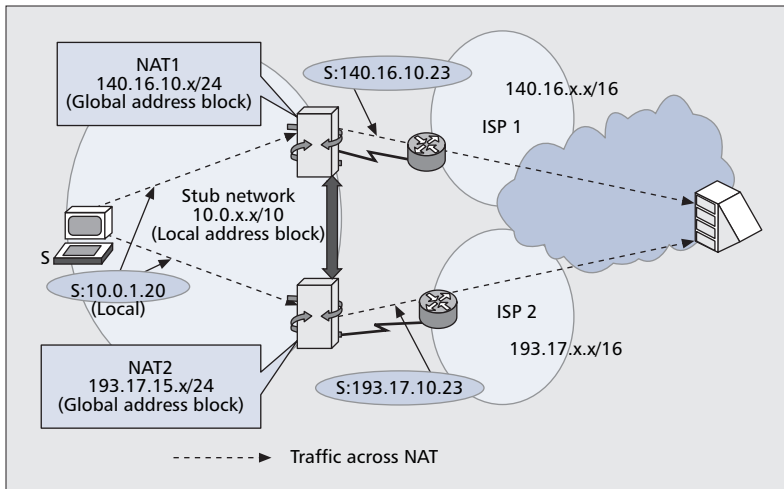 NAT1
140.16.10.x/24
(Global address block)
S:140.16.10.23
140.16.x.x/16
ISP 1
Stub network
10.0.x.x/10
(Local address block)
S
S:10.0.1.20
(Local)
ISP 2
193.17.x.x/16
NAT2
193.17.15.x/24
(Global address block)
S:193.17.10.23
Traffic across NAT